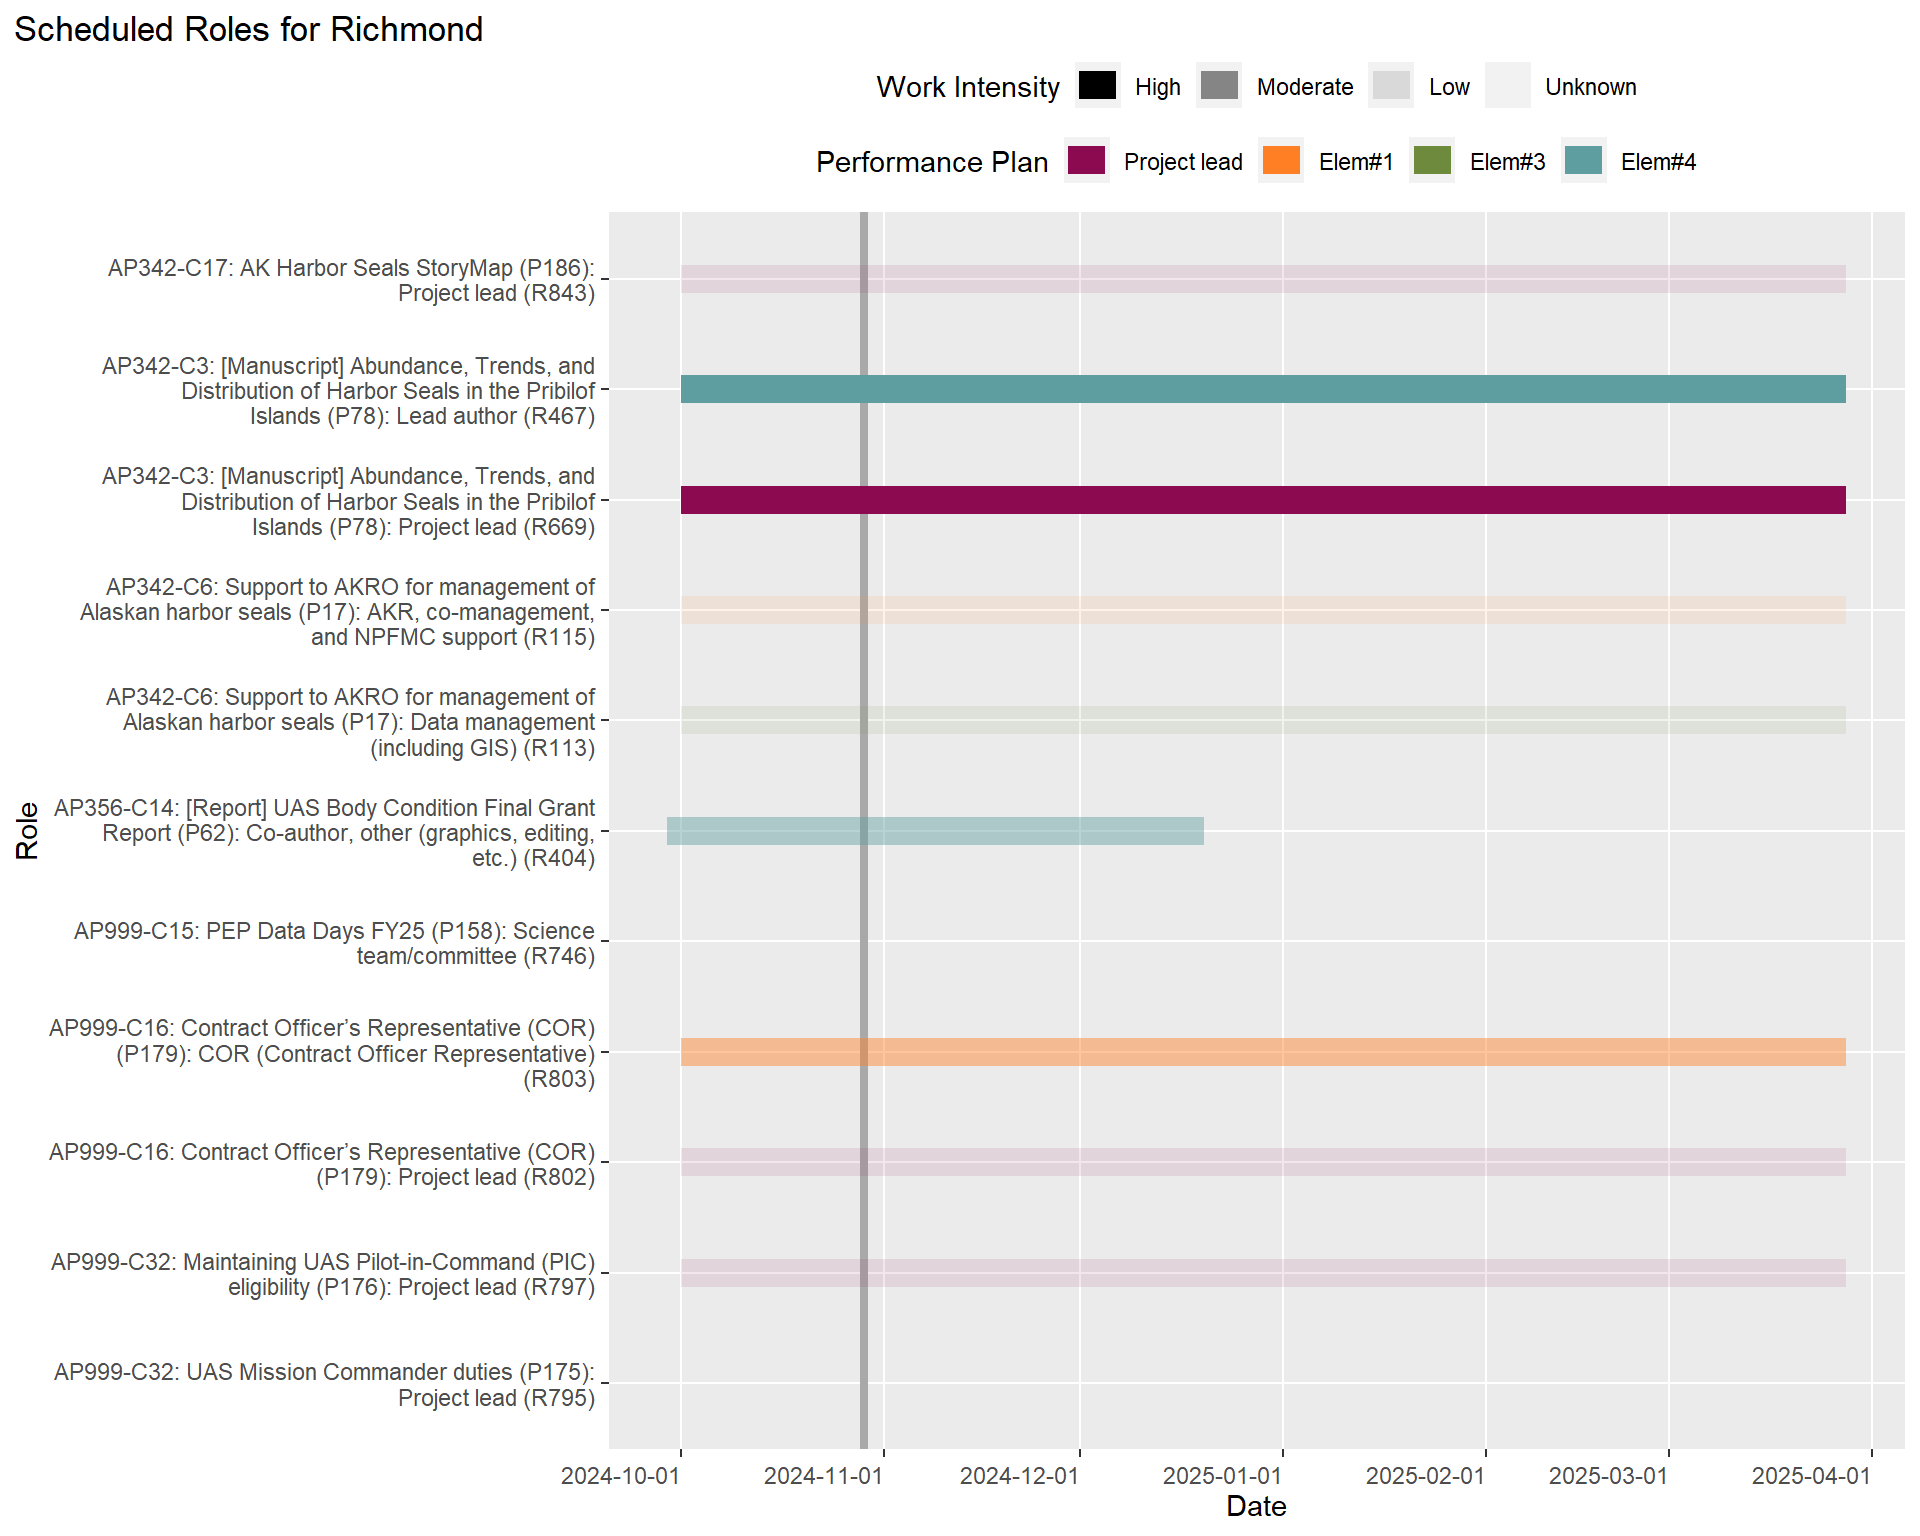 Scheduled Roles for Richmond
Work Intensity High Moderate Low Unknown
Performance Plan Project lead Elem#1 Elem#3 Elem#4
AP342-C17: AK Harbor Seals StoryMap (P186):
Project lead (R843)
AP342-C3: [Manuscript] Abundance, Trends, and
Distribution of Harbor Seals in the Pribilof
Islands (P78): Lead author (R467)
AP342-C3: [Manuscript] Abundance, Trends, and
Distribution of Harbor Seals in the Pribilof
Islands (P78): Project lead (R669)
AP342-C6: Support to AKRO for management of
Alaskan harbor seals (P17): AKR, co-management,
and NPFMC support (R115)
AP342-C6: Support to AKRO for management of
Alaskan harbor seals (P17): Data management
(including GIS) (R113)
AP356-C14: [Report] UAS Body Condition Final Grant
Report (P62): Co-author, other (graphics, editing,
etc.) (R404)
AP999-C15: PEP Data Days FY25 (P158): Science
team/committee (R746)
AP999-C16: Contract Officer’s Representative (COR)
(P179): COR (Contract Officer Representative)
(R803)
AP999-C16: Contract Officer’s Representative (COR)
(P179): Project lead (R802)
AP999-C32: Maintaining UAS Pilot-in-Command (PIC)
eligibility (P176): Project lead (R797)
AP999-C32: UAS Mission Commander duties (P175):
Project lead (R795)
Role
2024-10-01 2024-11-01 2024-12-01 2025-01-01 2025-02-01 2025-03-01 2025-04-01
Date